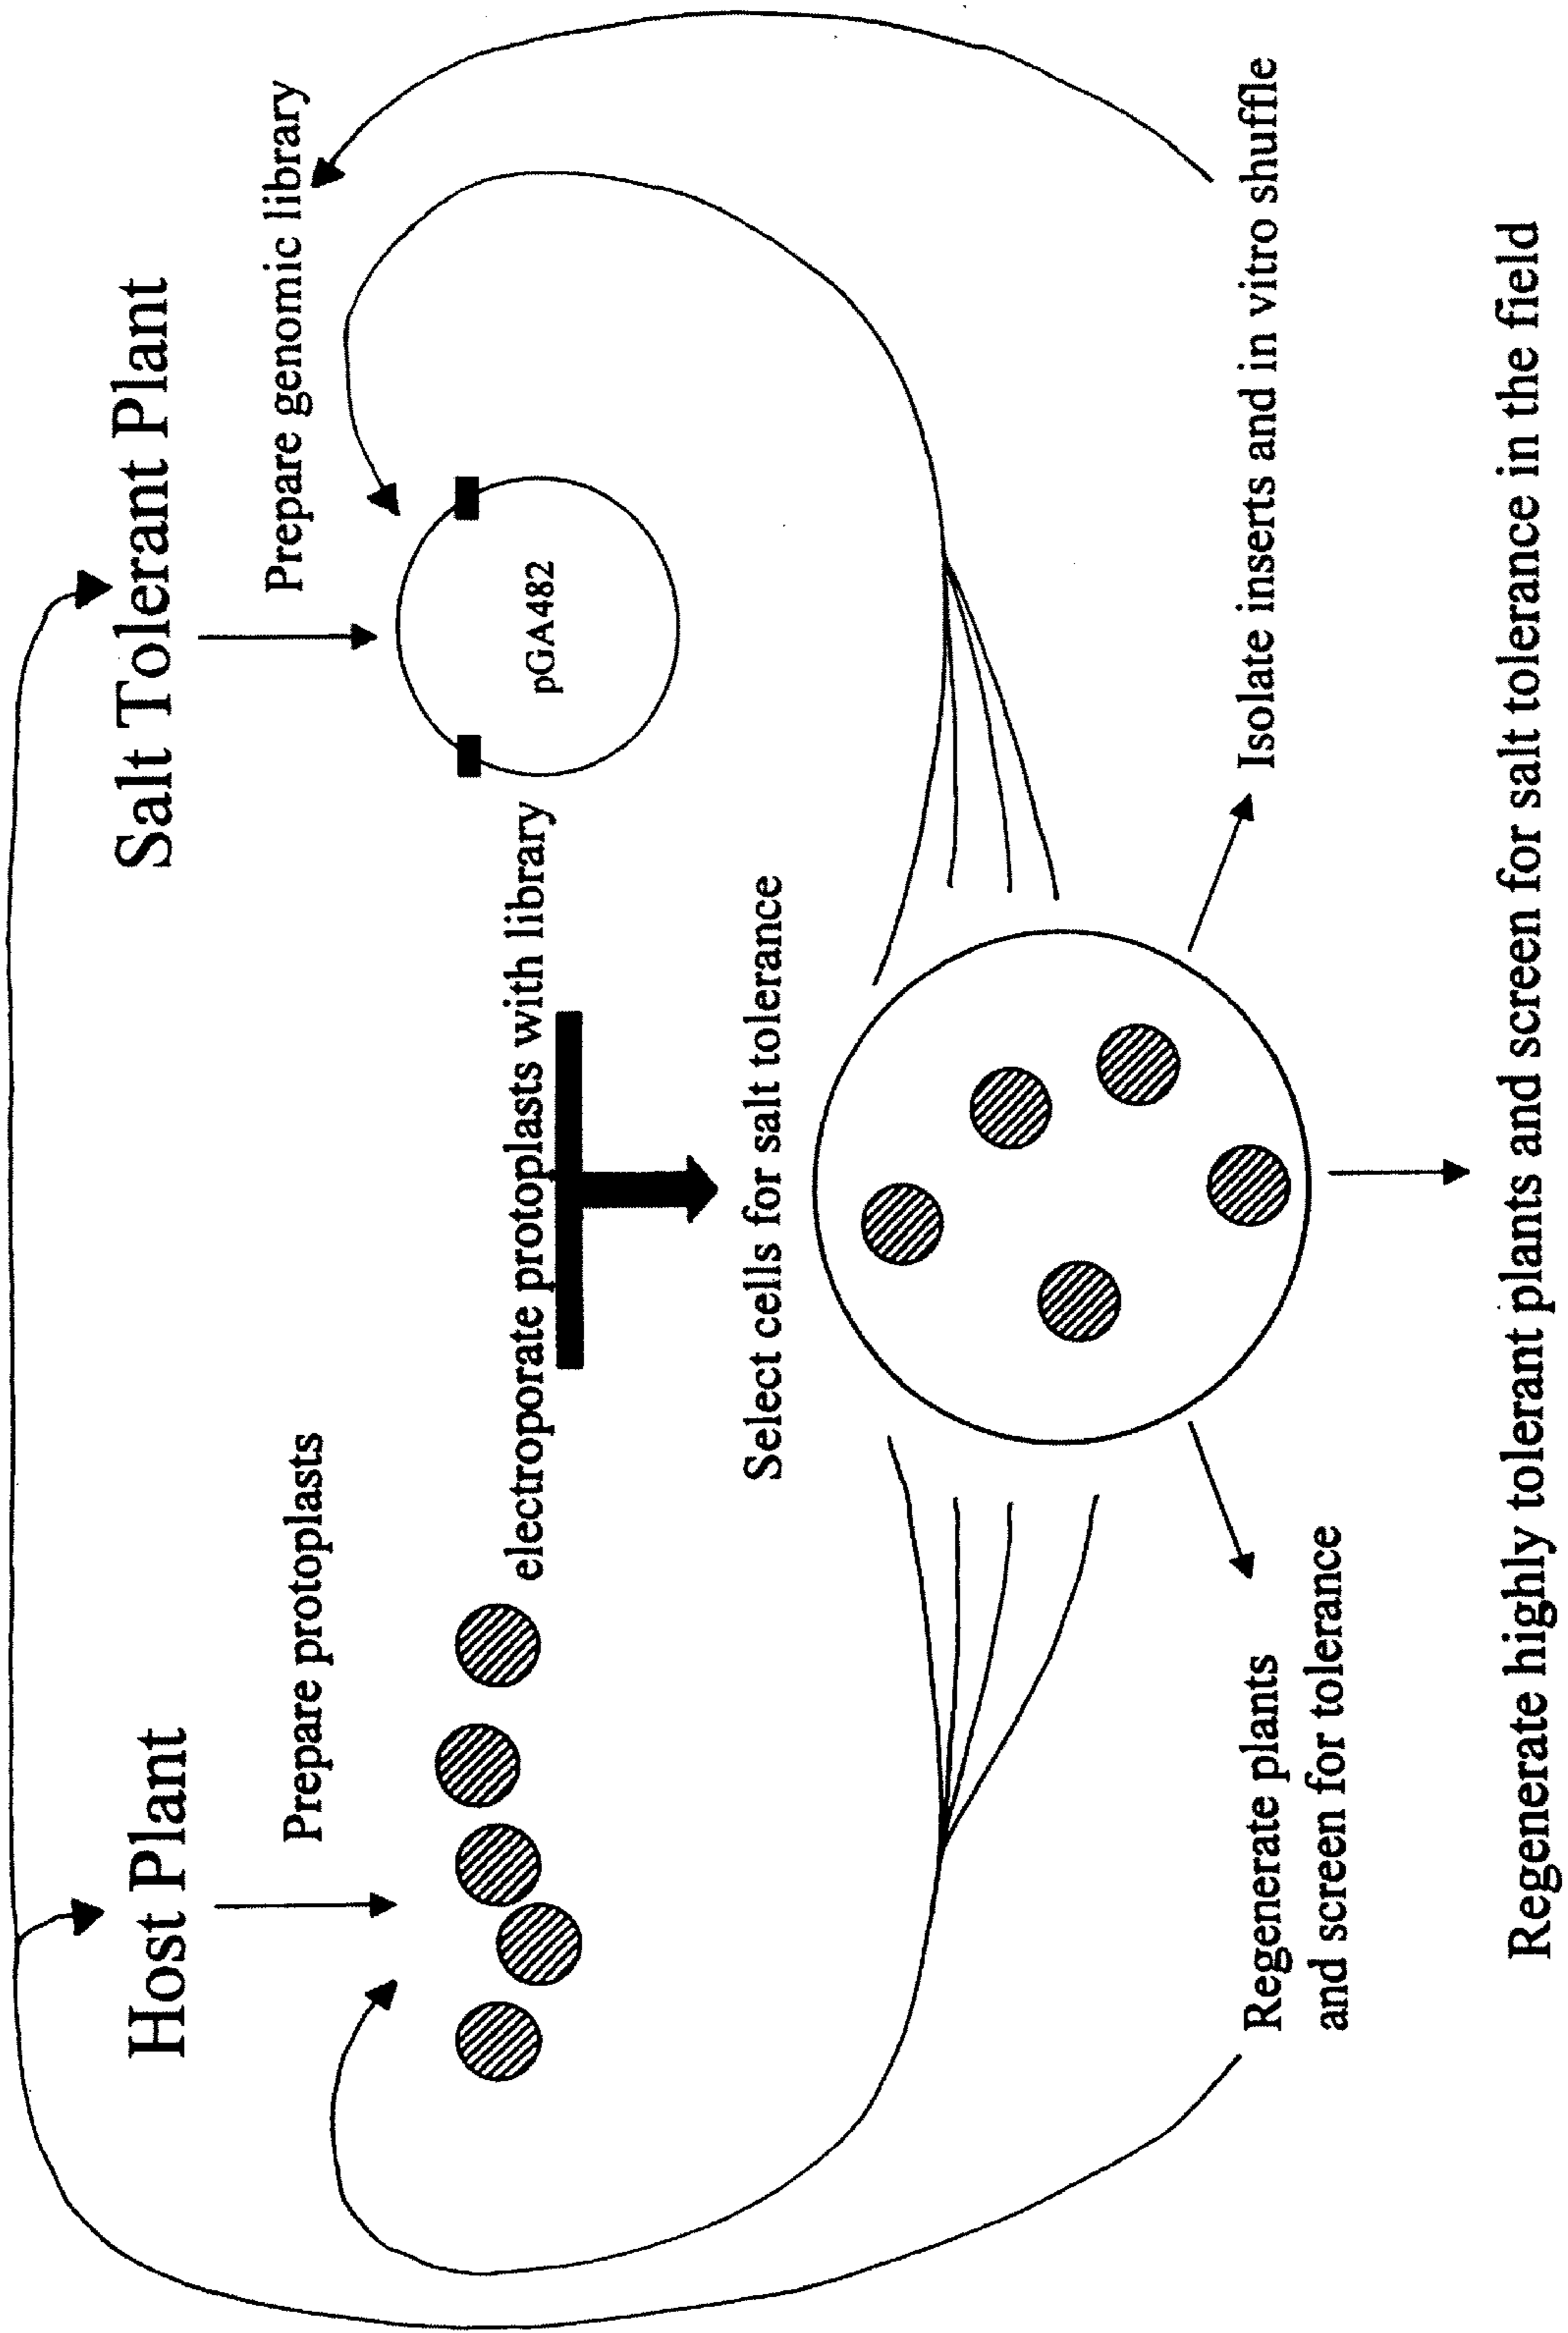 Host Plant
Salt Tolerant Plant
Prepare protoplasts
Prepare genomic library
electroporate protoplasts with library
pGA482
Select cells for salt tolerance
Regenerate plants
and screen for tolerance
Isolate inserts and in vitro shuffle
Regenerate highly tolerant plants and screen for salt tolerance in the field